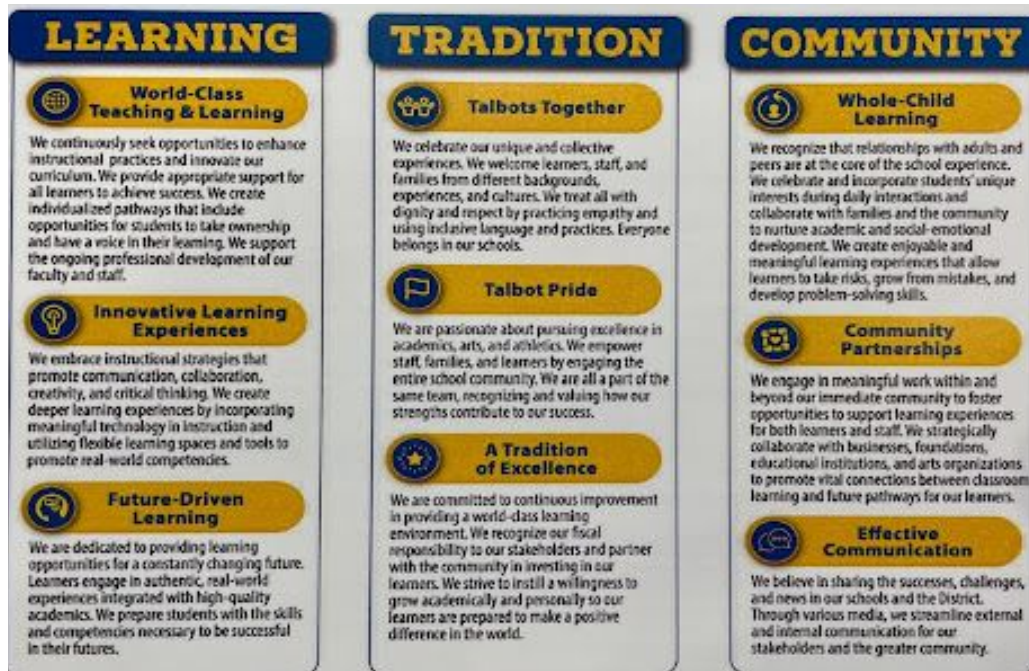 LEARNING
World-Class
Teaching & Learning
We continuously seek opportunities to enhance
instructional practices and innovate our
curriculum. We provide appropriate support for
all learners to achieve success. We create
individualized pathways that include
opportunities for students to take ownership
and have a voice in their learning. We support
the ongoing professional development of our
faculty and staff.
Innovative Learning
Experiences
We embrace instructional strategies that
promote communication, collaboration,
creativity, and critical thinking. We create
deeper learning experiences by incorporating
meaningful technology in instruction and
utilizing flexible learning spaces and tools to
promote real-world competencies.
Future-Driven
Learning
We are dedicated to providing learning
opportunities for a constantly changing future.
Learners engage in authentic, real-world
experiences integrated with high-quality
academics. We prepare students with the skills
and competencies necessary to be successful
in their futures.
TRADITION
Talbots Together
We celebrate our unique and collective
experiences. We welcome learners, staff, and
families from different backgrounds,
experiences, and cultures. We treat all with
dignity and respect by practicing empathy and
using inclusive language and practices. Everyone
belongs in our schools.
Talbot Pride
We are passionate about pursuing excellence in
academics, arts, and athletics. We empower
staff, families, and learners by engaging the
entire school community. We are all a part of the
same team, recognizing and valuing how our
strengths contribute to our success.
A Tradition
of Excellence
We are committed to continuous improvement
in providing a world-class learning
environment. We recognize our fiscal
responsibility to our stakeholders and partner
with the community in investing in our
learners. We strive to instill a willingness to
grow academically and personally so our
learners are prepared to make a positive
difference in the world.
COMMUNITY
Whole-Child
Learning
We recognize that relationships with adults and
peers are at the core of the school experience.
We celebrate and incorporate students' unique
interests during daily interactions and
collaborate with families and the community
to nurture academic and social-emotional
development. We create enjoyable and
meaningful learning experiences that allow
learners to take risks, grow from mistakes, and
develop problem-solving skills.
Community
Partnerships
We engage in meaningful work within and
beyond our immediate community to foster
opportunities to support learning experiences
for both learners and staff. We strategically
collaborate with businesses, foundations,
educational institutions, and arts organizations
to promote vital connections between classroom
learning and future pathways for our learners.
Effective
Communication
We believe in sharing the successes, challenges,
and news in our schools and the District.
Through various media, we streamline external
and internal communication for our
stakeholders and the greater community.